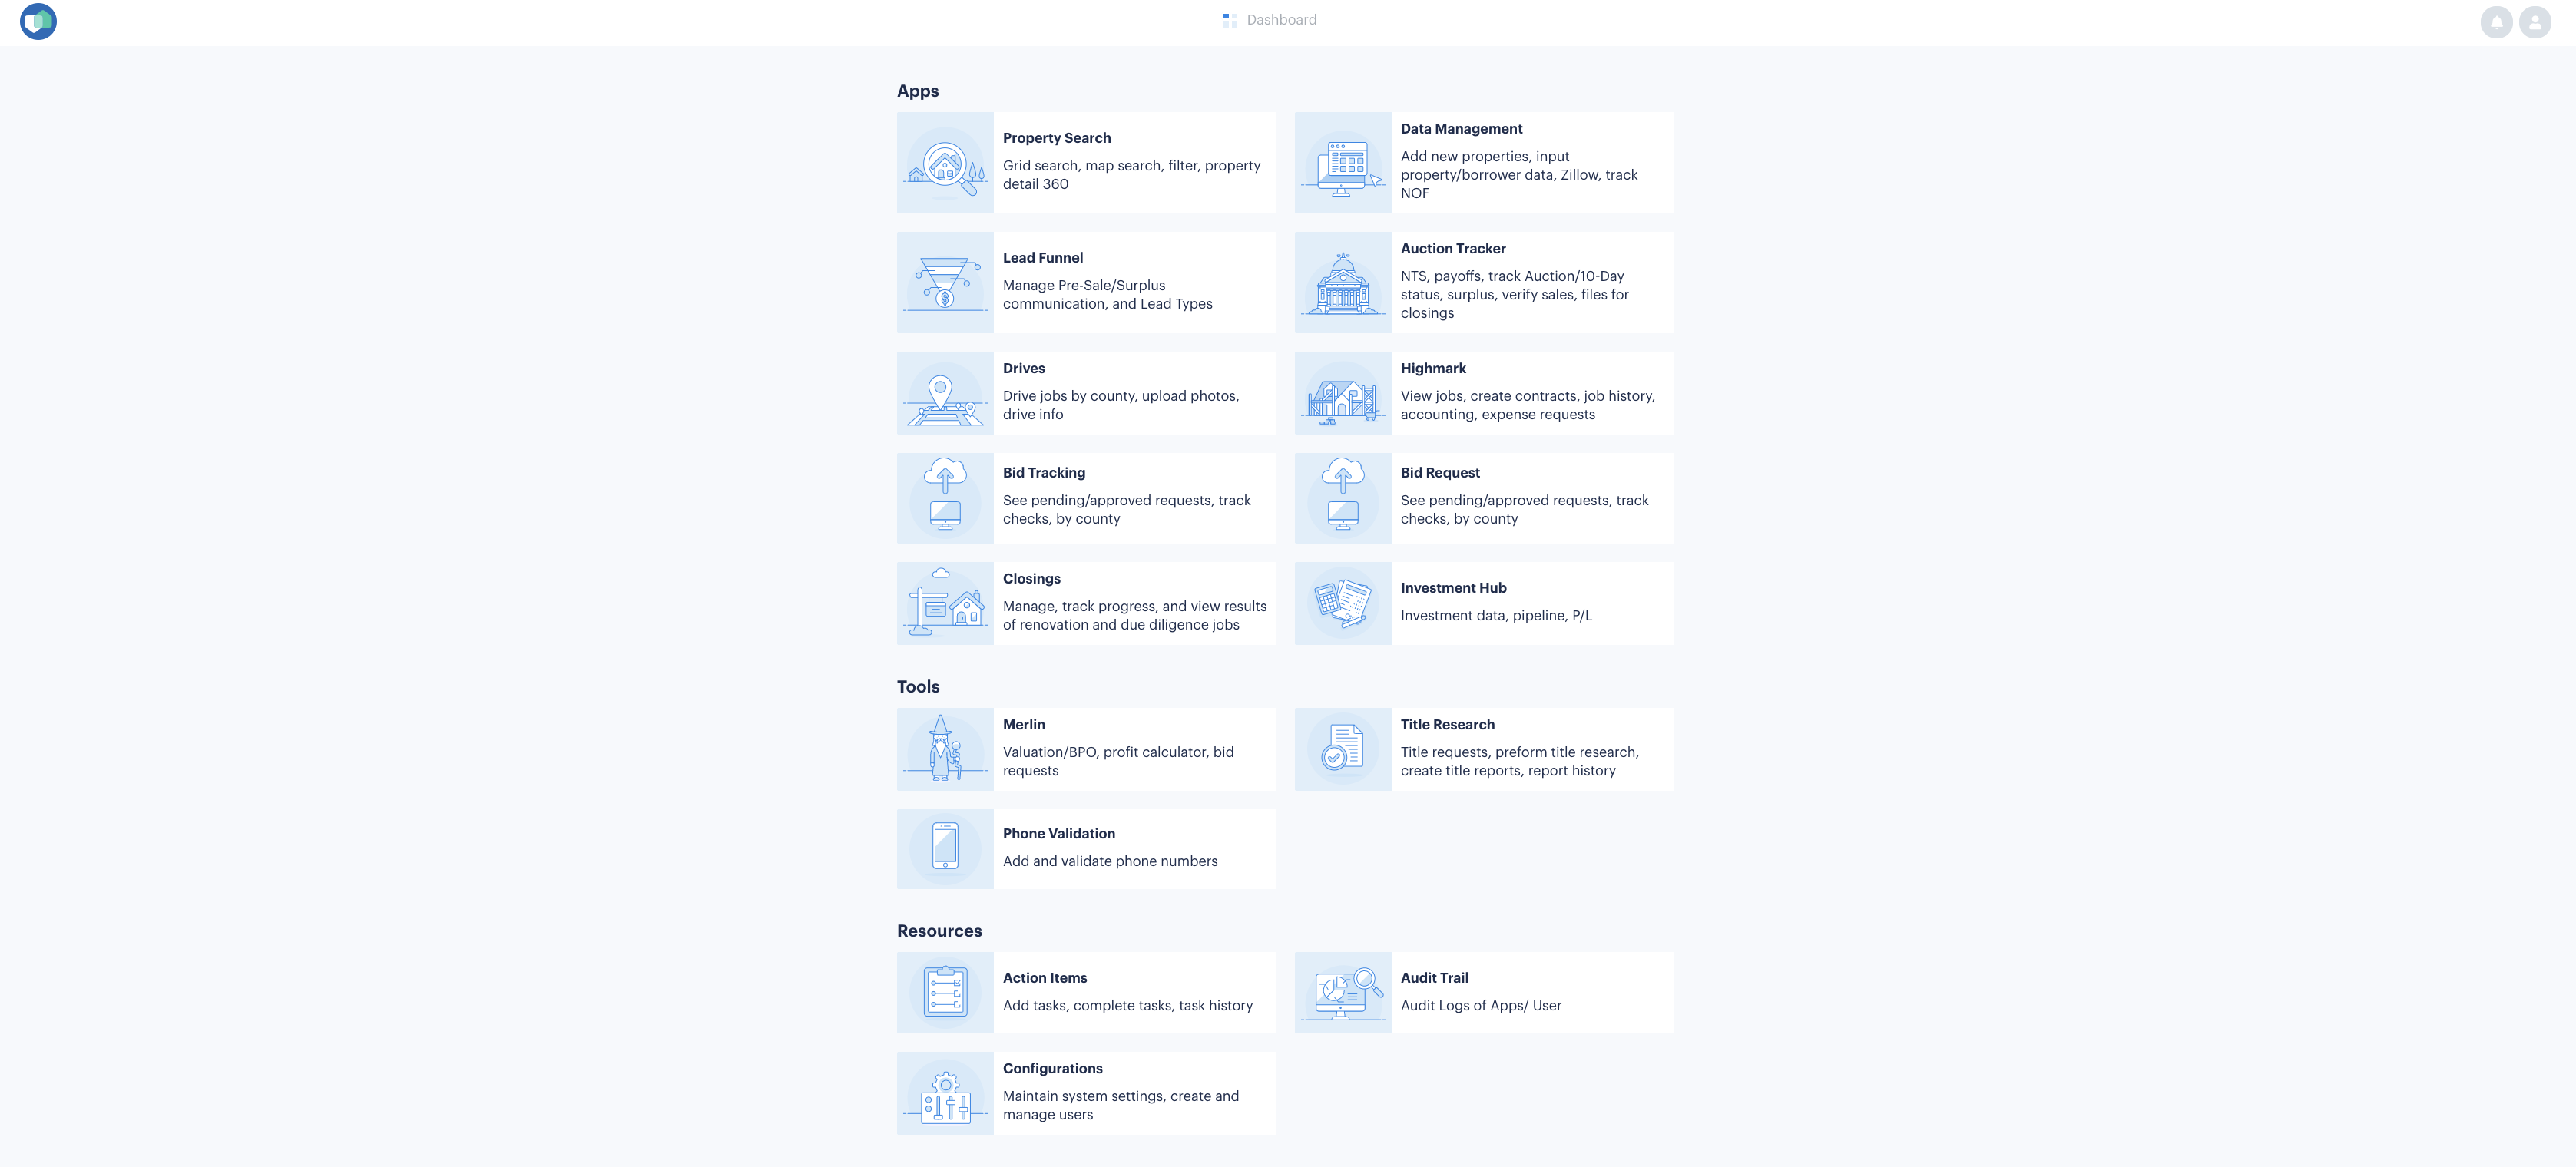 Dashboard
Apps
Property Search
Grid search, map search, filter, property
detail 360
Data Management
Add new properties, input
property/borrower data, Zillow, track
NOF
Lead Funnel
Manage Pre-Sale/Surplus
communication, and Lead Types
Auction Tracker
NTS, payoffs, track Auction/10-Day
status, surplus, verify sales, files for
closings
Drives
Drive jobs by county, upload photos,
drive info
Highmark
View jobs, create contracts, job history,
accounting, expense requests
Bid Tracking
See pending/approved requests, track
checks, by county
Bid Request
See pending/approved requests, track
checks, by county
Closings
Manage, track progress, and view results
of renovation and due diligence jobs
Investment Hub
Investment data, pipeline, P/L
Tools
Merlin
Valuation/BPO, profit calculator, bid
requests
Title Research
Title requests, preform title research,
create title reports, report history
Phone Validation
Add and validate phone numbers
Resources
Action Items
Add tasks, complete tasks, task history
Audit Trail
Audit Logs of Apps/ User
Configurations
Maintain system settings, create and
manage users